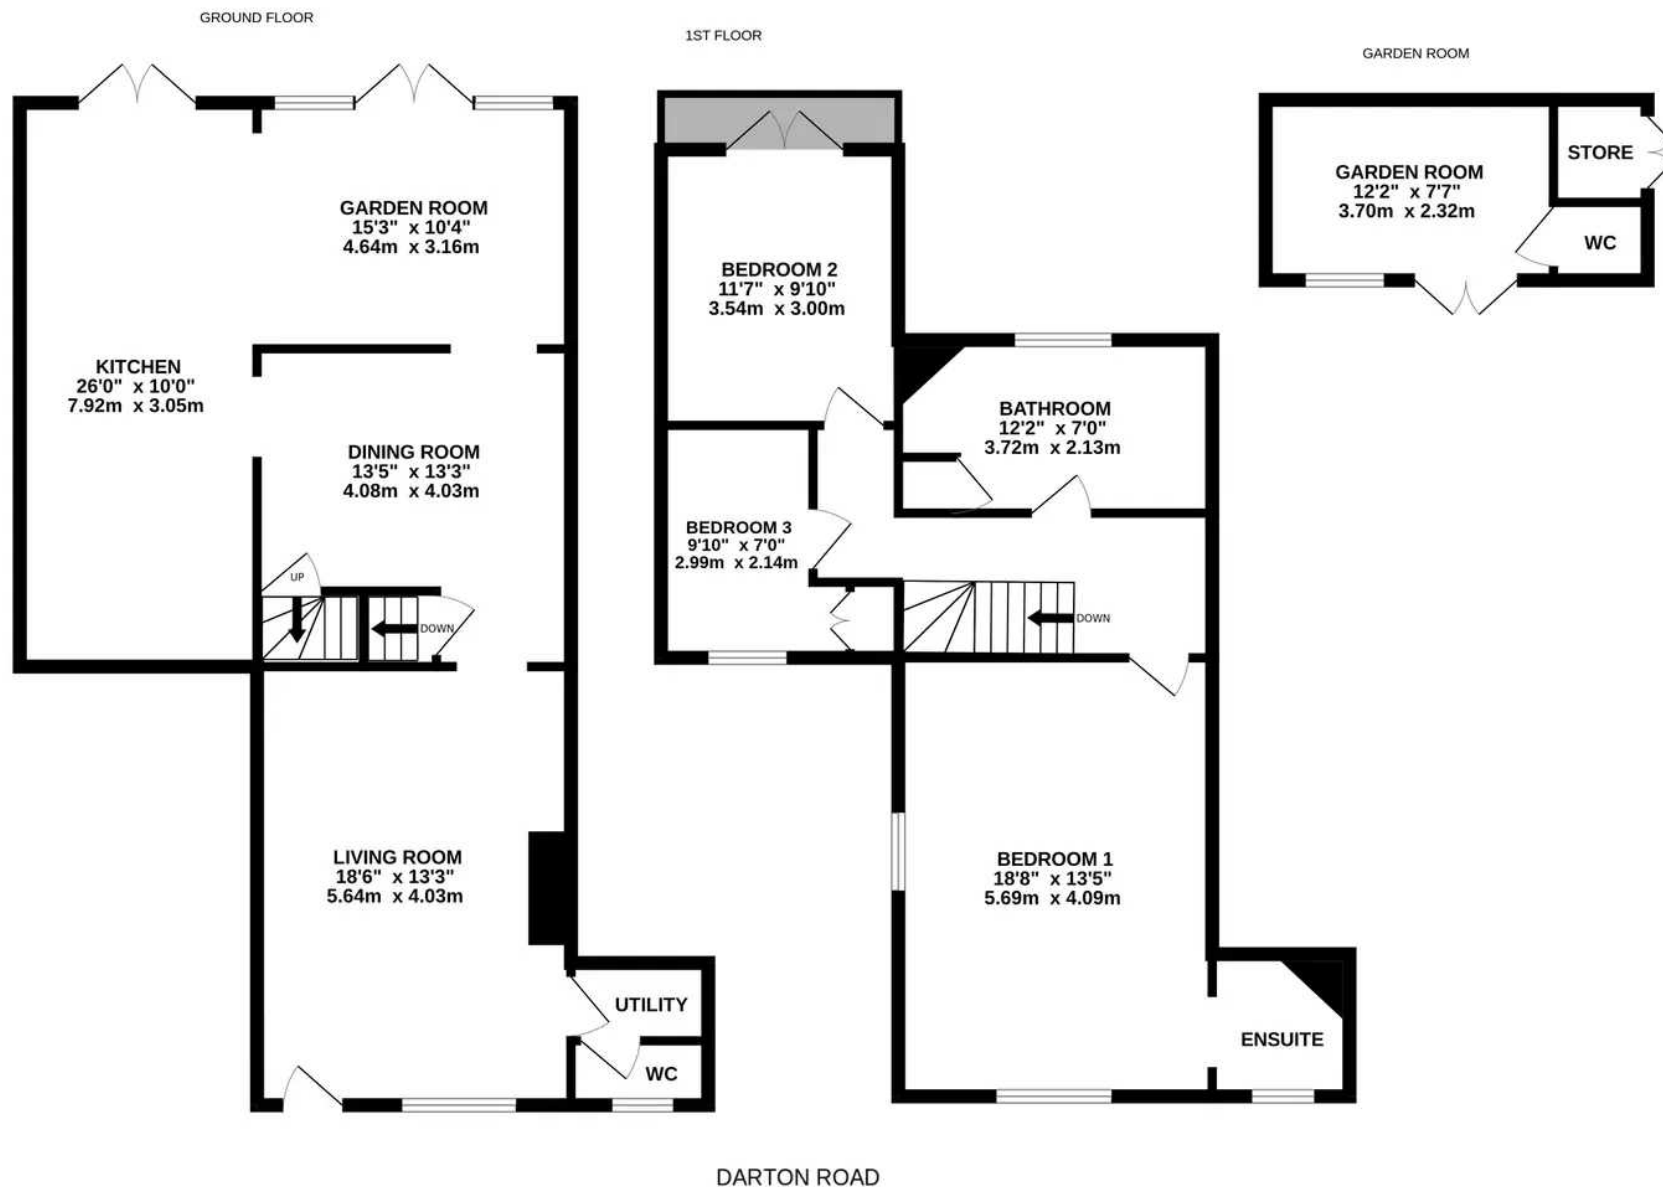 GROUND FLOOR
GARDEN ROOM
15'3" x 10'4"
4.64m x 3.16m
KITCHEN
26'0" x 10'0"
7.92m x 3.05m
DINING ROOM
13'5" x 13'3"
4.08m x 4.03m
UP
DOWN
LIVING ROOM
18'6" x 13'3"
5.64m x 4.03m
UTILITY
WC
1ST FLOOR
BEDROOM 2
11'7" x 9'10"
3.54m x 3.00m
BATHROOM
12'2" x 7'0"
3.72m x 2.13m
BEDROOM 3
9'10" x 7'0"
2.99m x 2.14m
DOWN
BEDROOM 1
18'8" x 13'5"
5.69m x 4.09m
ENSUITE
GARDEN ROOM
GARDEN ROOM
12'2" x 7'7"
3.70m x 2.32m
STORE
WC
DARTON ROAD